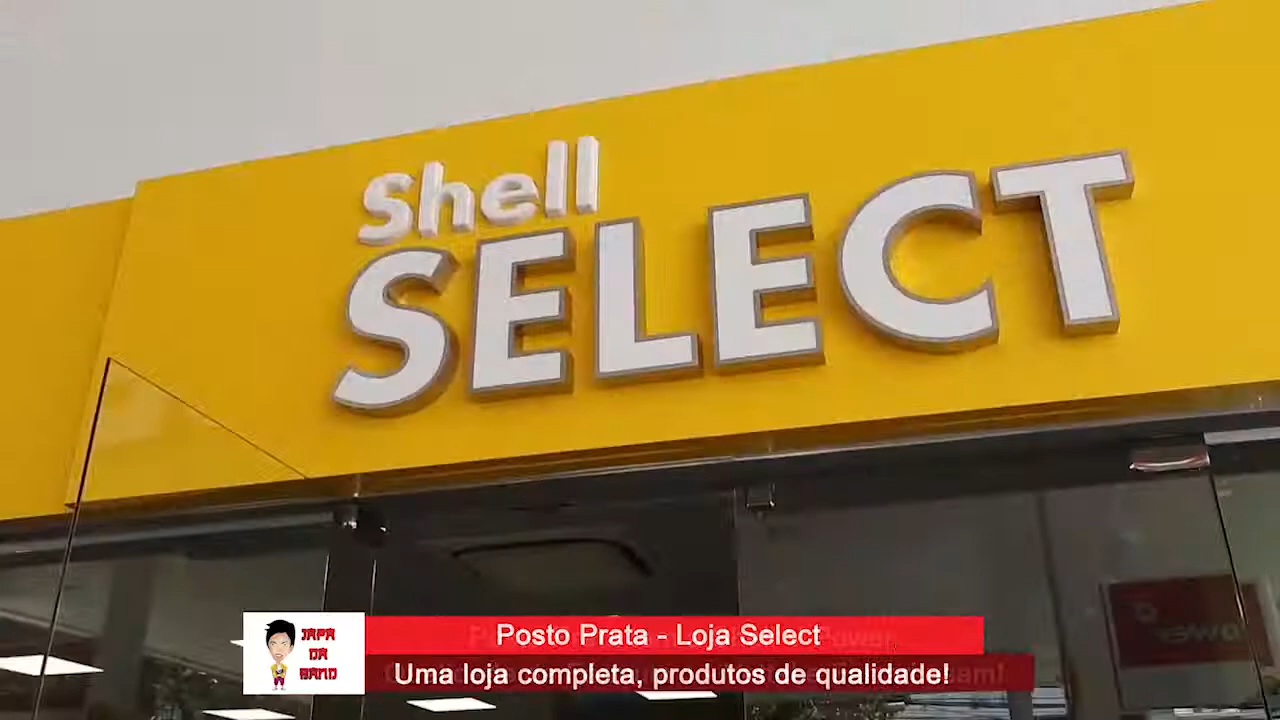 Shell
SELECT
Posto Prata - Loja Select
Uma loja completa, produtos de qualidade!
JAPA
DA
BAND